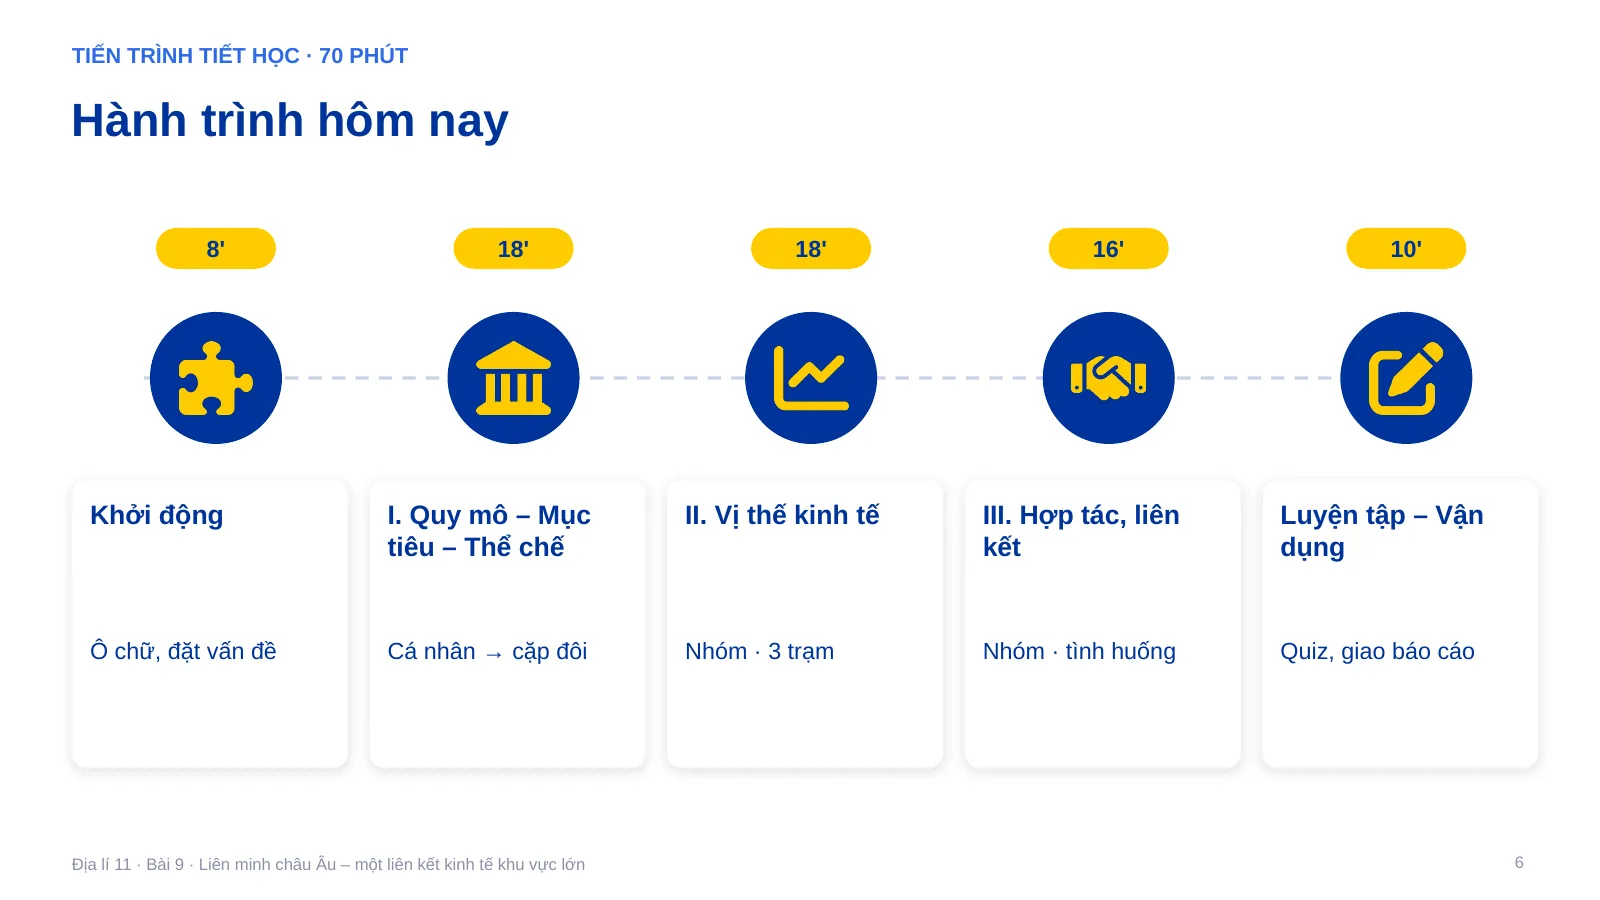 TIẾN TRÌNH TIẾT HỌC · 70 PHÚT
Hành trình hôm nay
8'
18'
18'
16'
10'
Khởi động
Ô chữ, đặt vấn đề
I. Quy mô – Mục
tiêu – Thể chế
Cá nhân → cặp đôi
II. Vị thế kinh tế
Nhóm · 3 trạm
III. Hợp tác, liên
kết
Nhóm · tình huống
Luyện tập – Vận
dụng
Quiz, giao báo cáo
Địa lí 11 · Bài 9 · Liên minh châu Âu – một liên kết kinh tế khu vực lớn
6